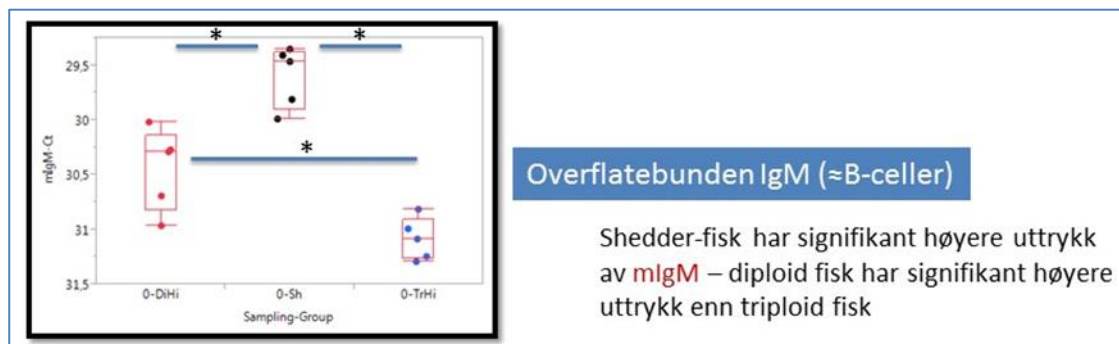 * *
29,5
30
*
30,5
31
31,5
mIgM-Ct
0-DiHi 0-Sh 0-TrHi
Sampling-Group
Overflatebunden IgM (≈B-celler)
Shedder-fisk har signifikant høyere uttrykk
av mIgM – diploid fisk har signifikant høyere
uttrykk enn triploid fisk